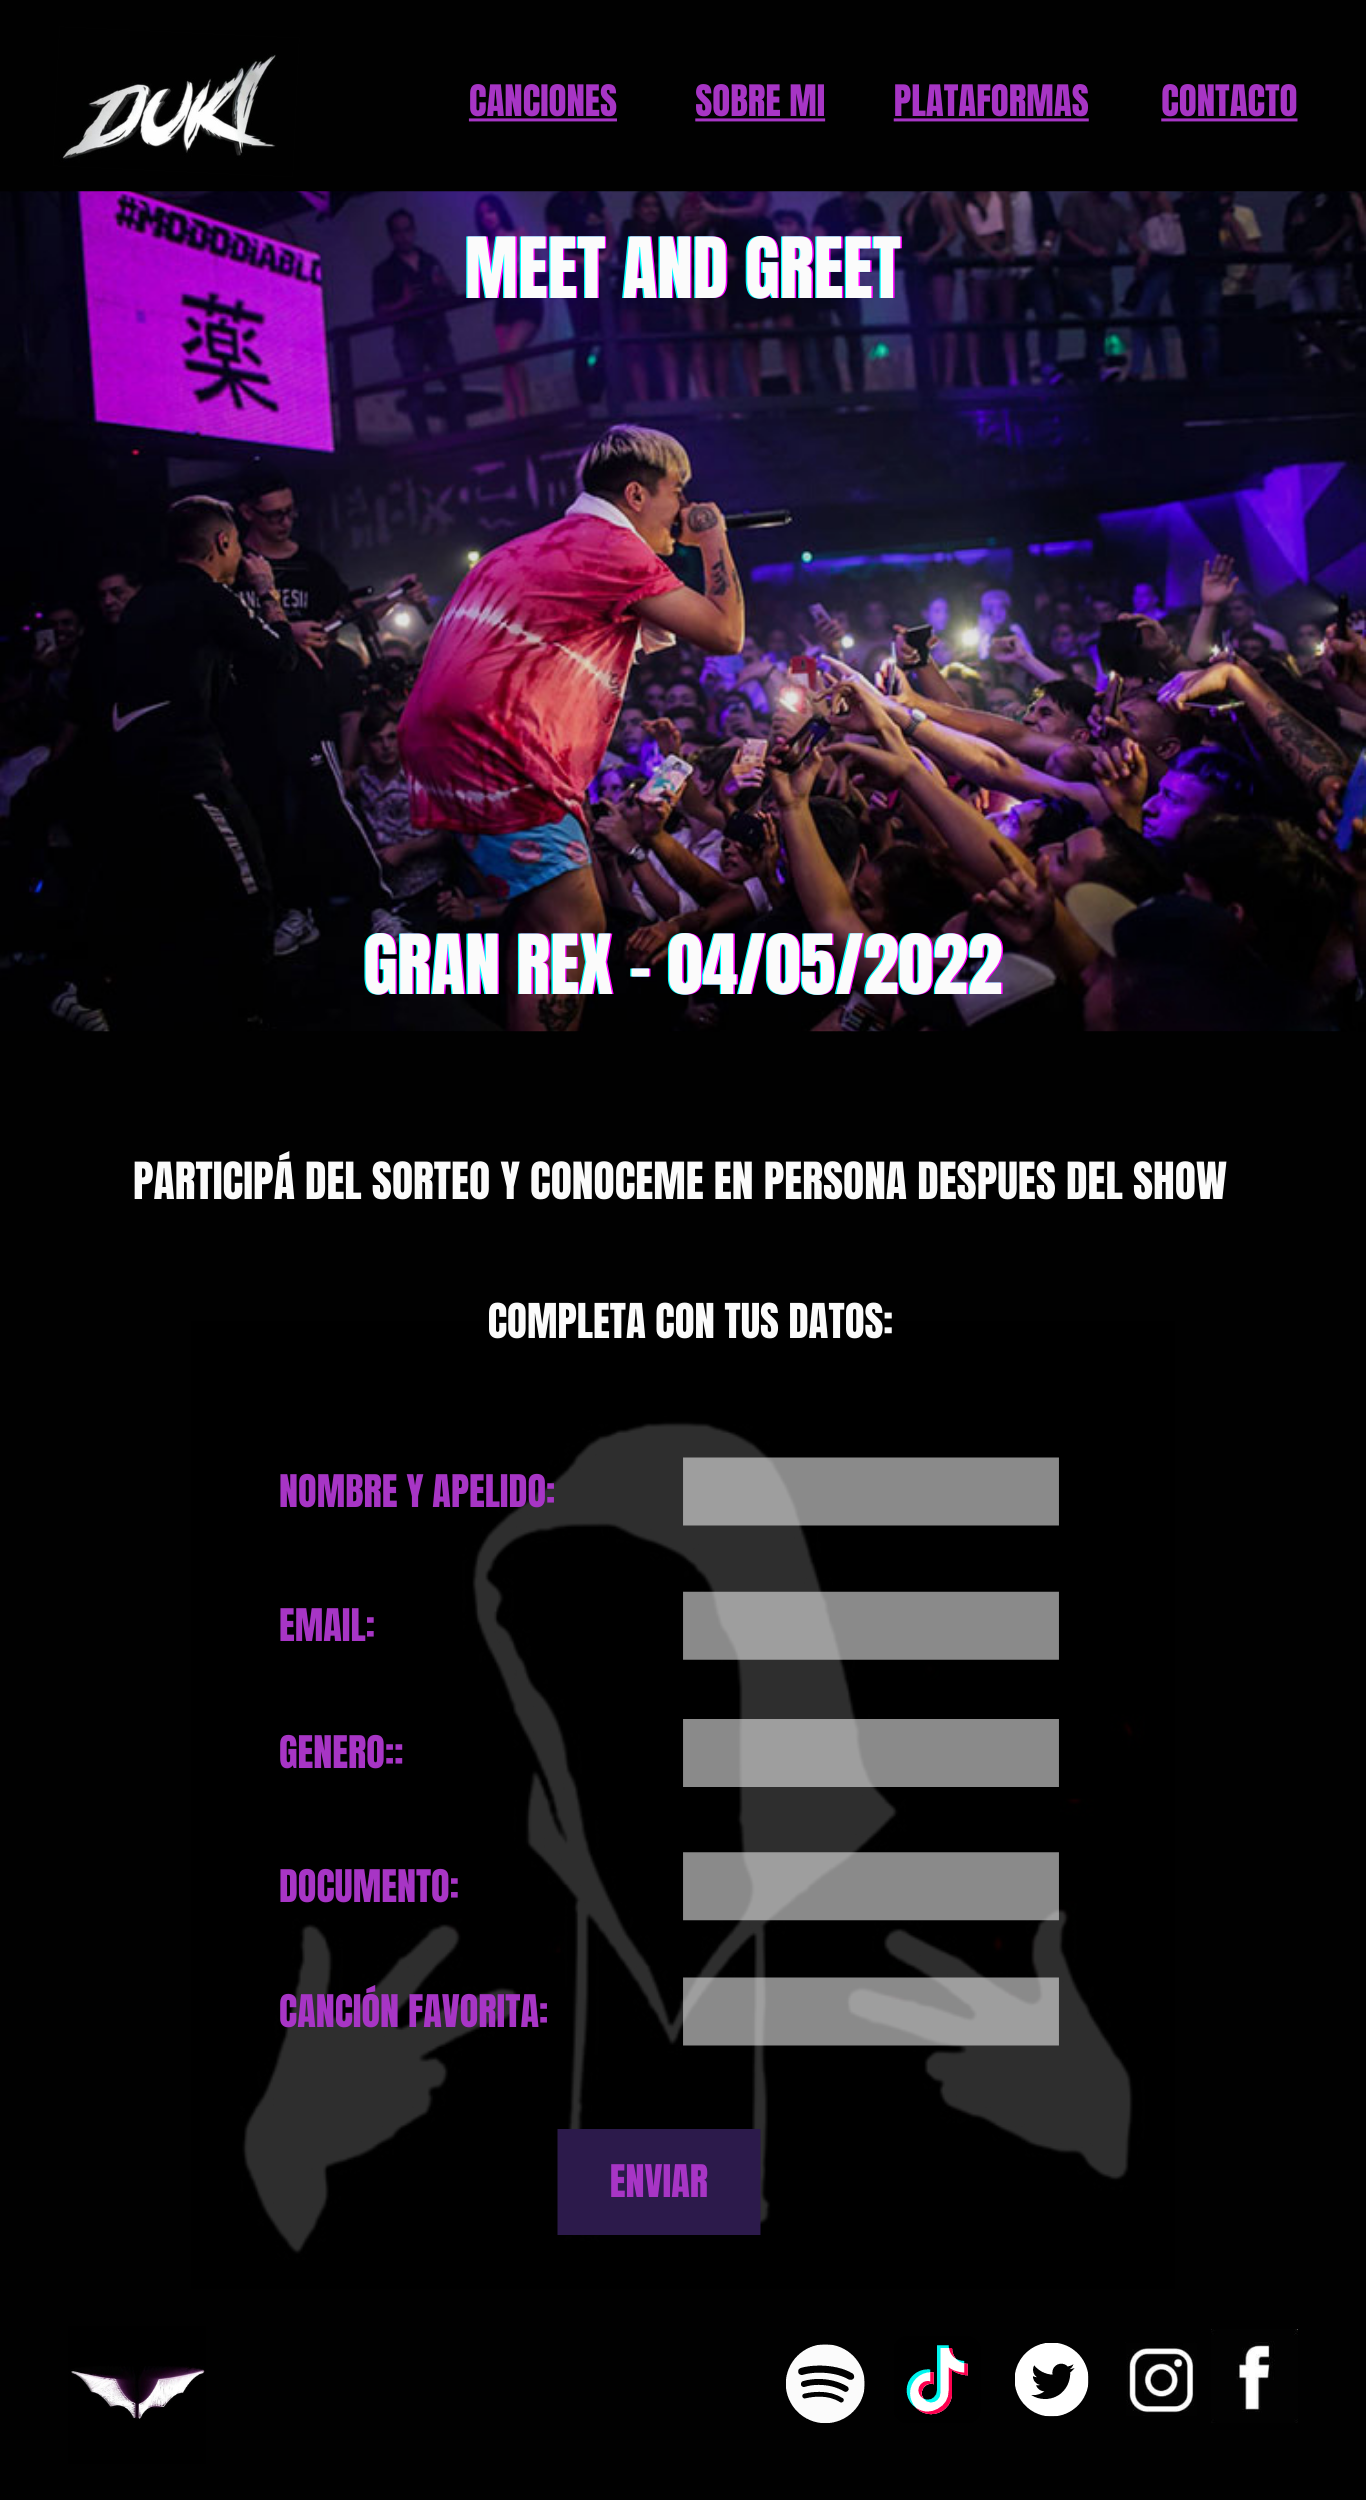 DUKI
CANCIONES SOBRE MI PLATAFORMAS CONTACTO
#MODODiABLO
薬
MEET AND GREET
GRAN REX - 04/05/2022
PARTICIPÁ DEL SORTEO Y CONOCEME EN PERSONA DESPUES DEL SHOW
COMPLETA CON TUS DATOS:
NOMBRE Y APELIDO:
EMAIL:
GENERO::
DOCUMENTO:
CANCIÓN FAVORITA:
ENVIAR